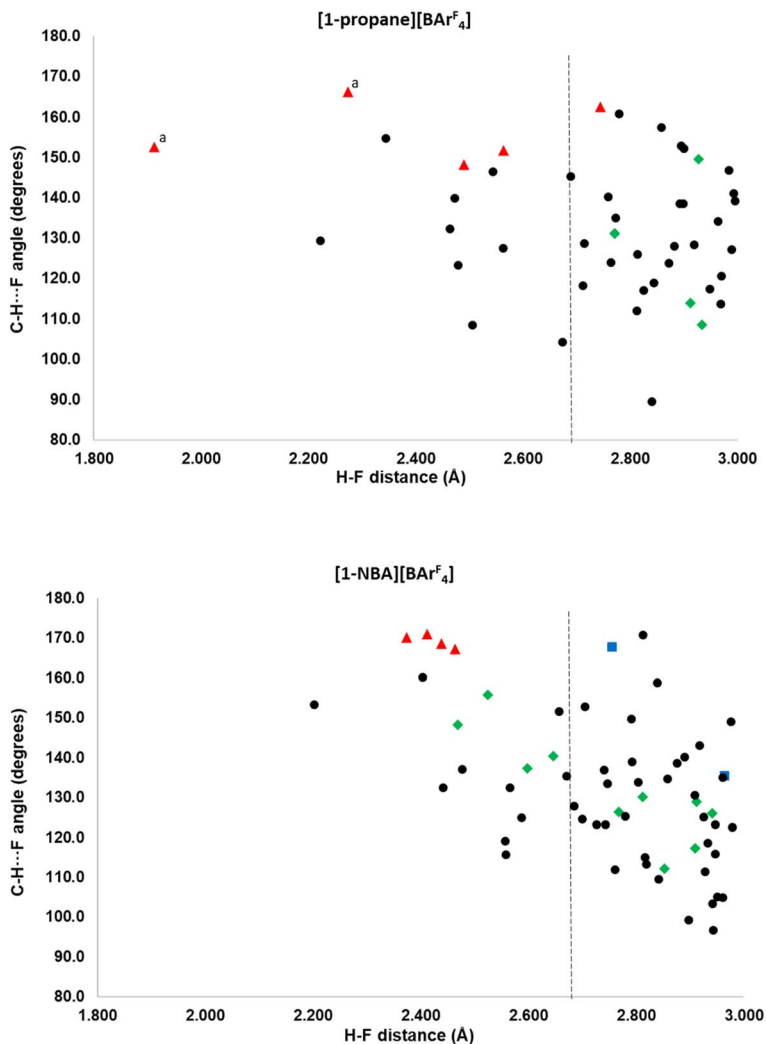 [1-propane][BArF4]
180.0
170.0
160.0
150.0
140.0
130.0
120.0
110.0
100.0
90.0
80.0
C-H···F angle (degrees)
a
a
1.800 2.000 2.200 2.400 2.600 2.800 3.000
H-F distance (Å)
[1-NBA][BArF4]
180.0
170.0
160.0
150.0
140.0
130.0
120.0
110.0
100.0
90.0
80.0
C-H···F angle (degrees)
1.800 2.000 2.200 2.400 2.600 2.800 3.000
H-F distance (Å)